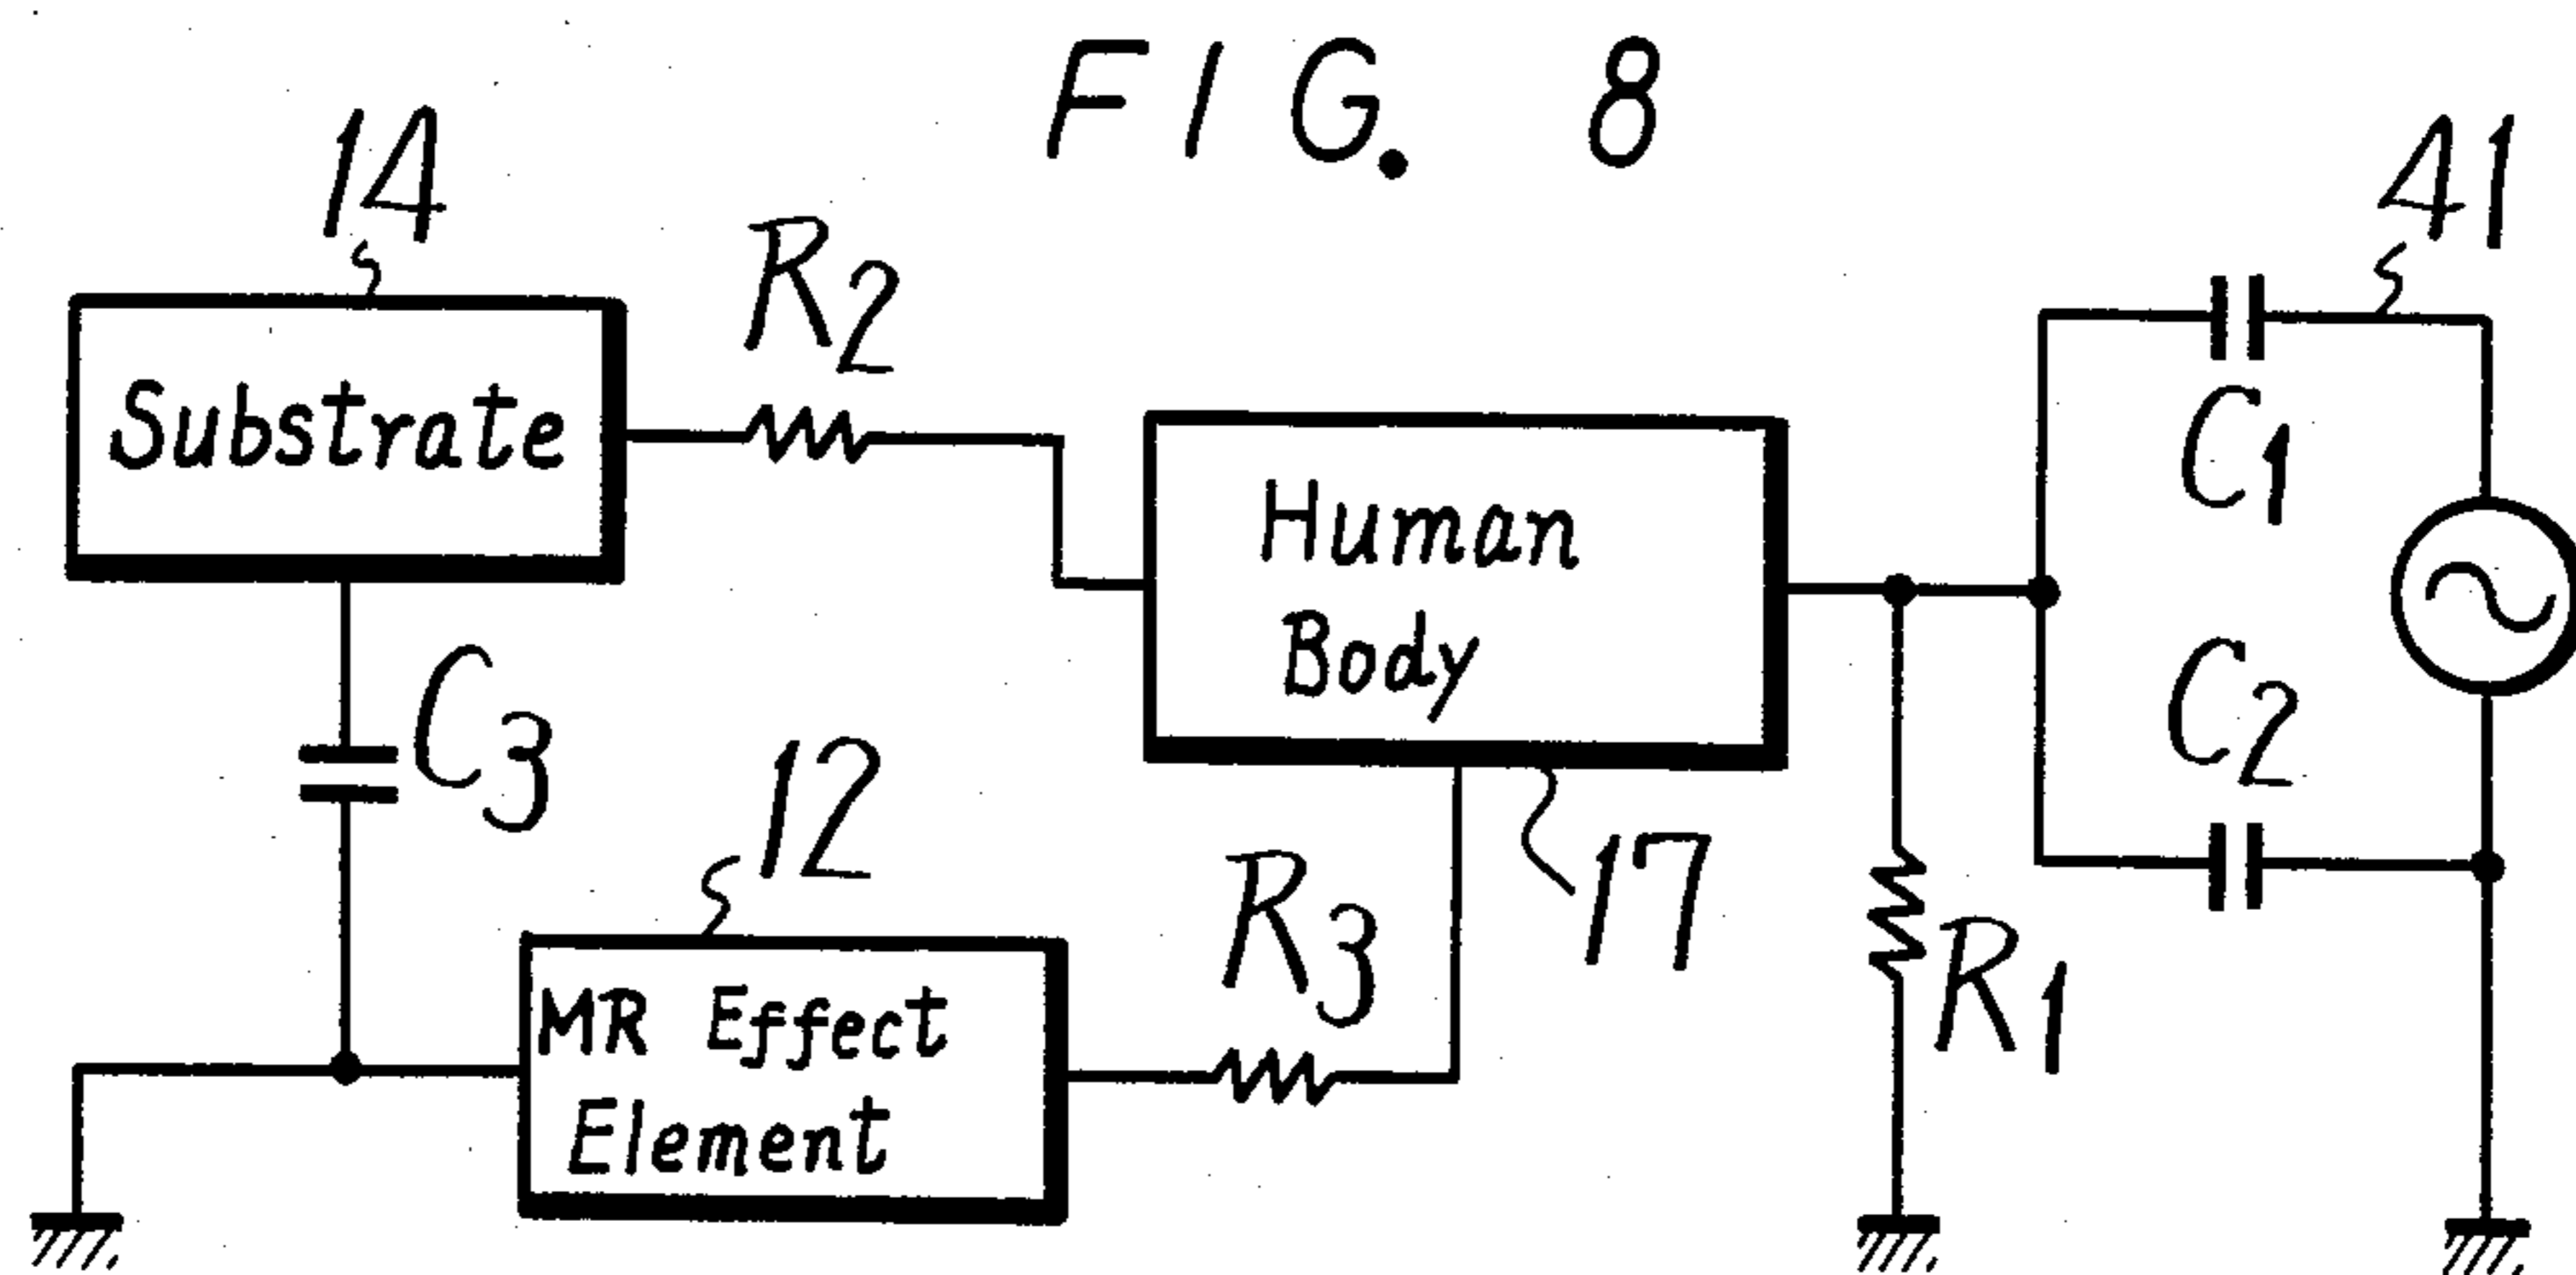 FIG. 8
14
R2
41
Substrate
C1
Human
Body
C3
C2
12
17
R3
R1
MR Effect
Element